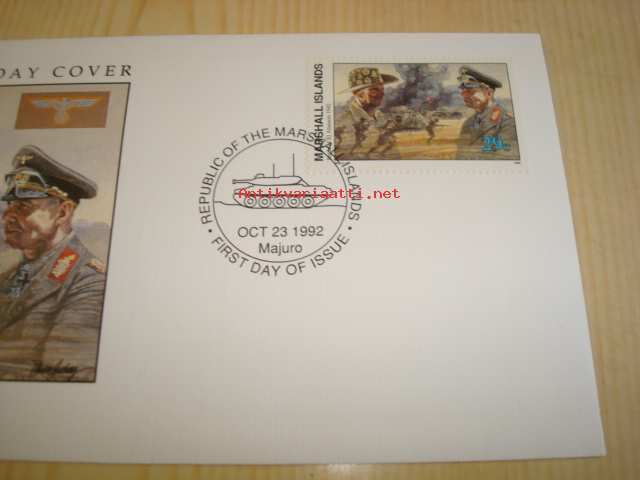 DAY COVER
MARSHALL ISLANDS
29¢
REPUBLIC OF THE MARSHALL ISLANDS
OCT 23 1992
Majuro
• FIRST DAY OF ISSUE •
Antikvariaatti.net